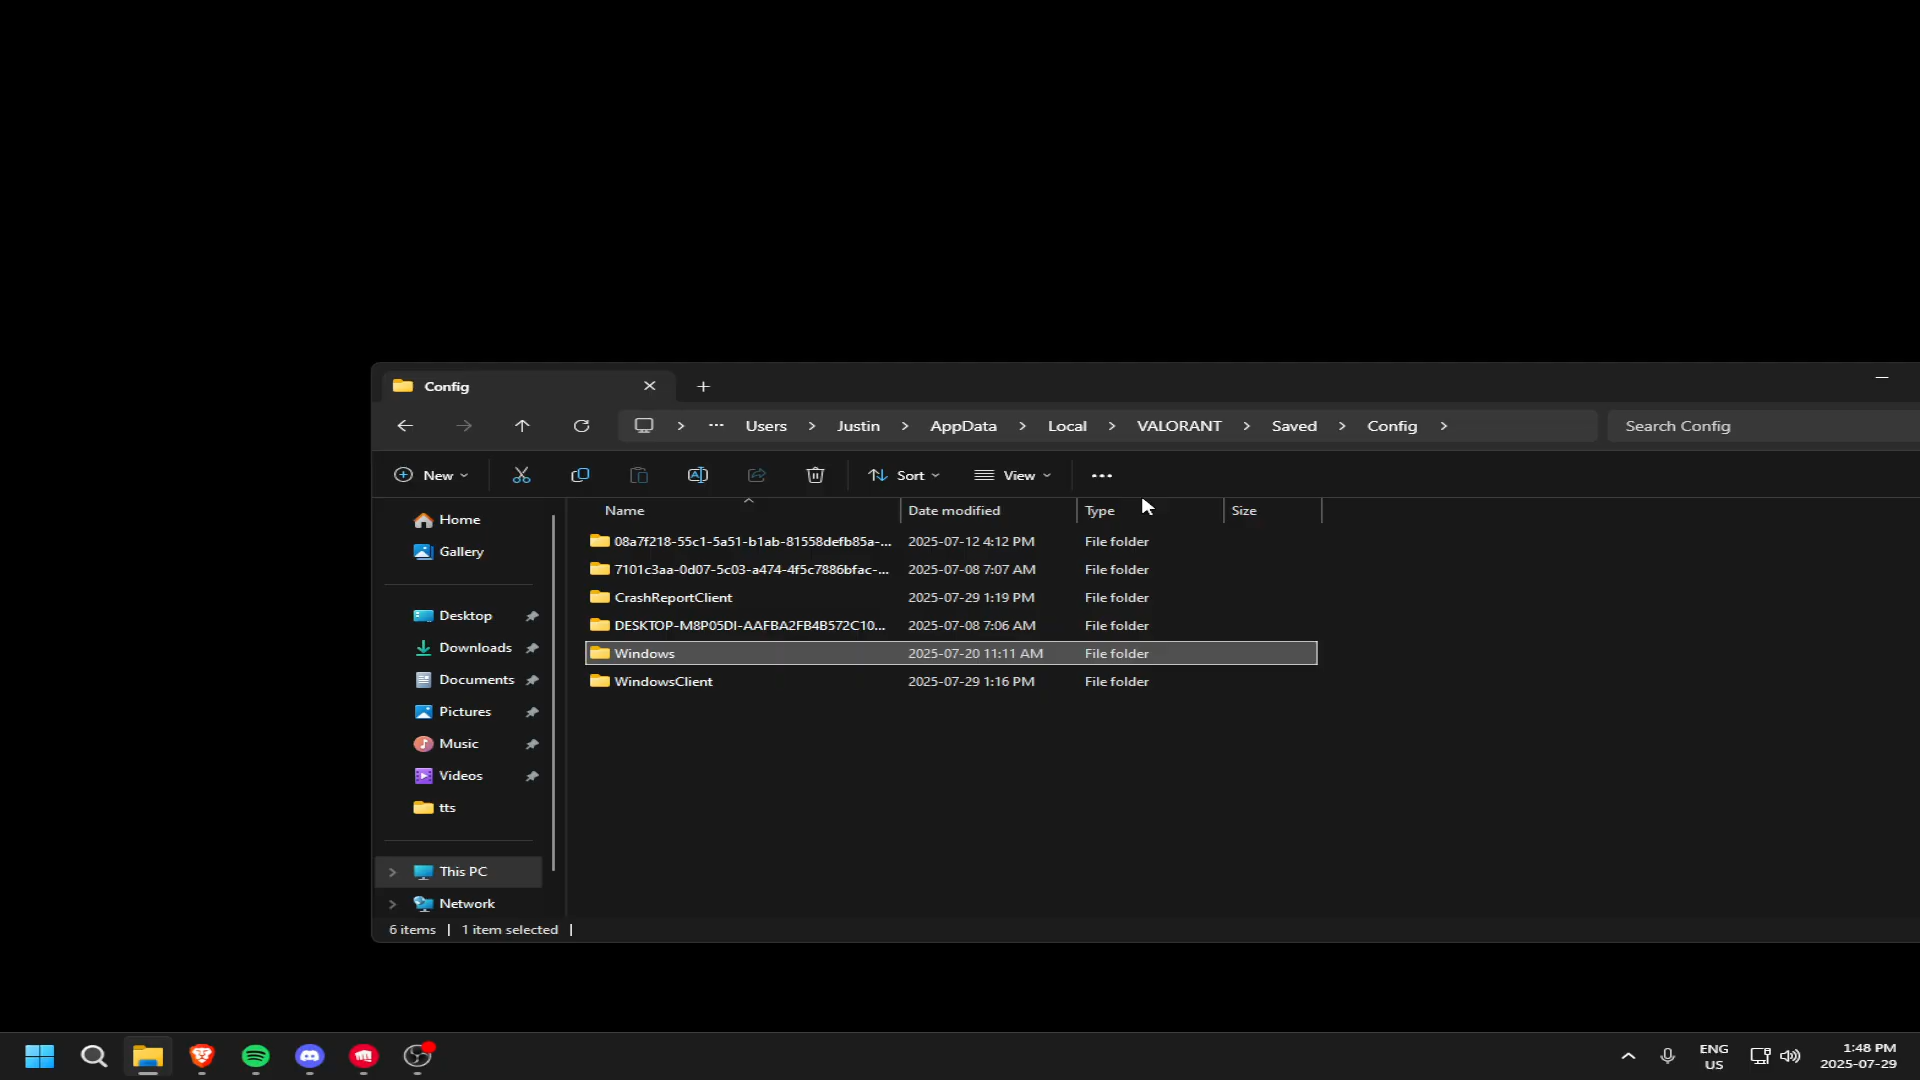 Config
Users
Justin
AppData
Local
VALORANT
Saved
Config
Search Config
New
Sort
View
Name
Date modified
Type
Size
08a7f218-55c1-5a51-b1ab-81558defb85a-... 2025-07-12 4:12 PM File folder
7101c3aa-0d07-5c03-a474-4f5c7886bfac-... 2025-07-08 7:07 AM File folder
CrashReportClient 2025-07-29 1:19 PM File folder
DESKTOP-M8P05DI-AAFBA2FB4B572C10... 2025-07-08 7:06 AM File folder
Windows 2025-07-20 11:11 AM File folder
WindowsClient 2025-07-29 1:16 PM File folder
Home
Gallery
Desktop
Downloads
Documents
Pictures
Music
Videos
tts
This PC
Network
6 items
1 item selected
ENG
US
1:48 PM
2025-07-29